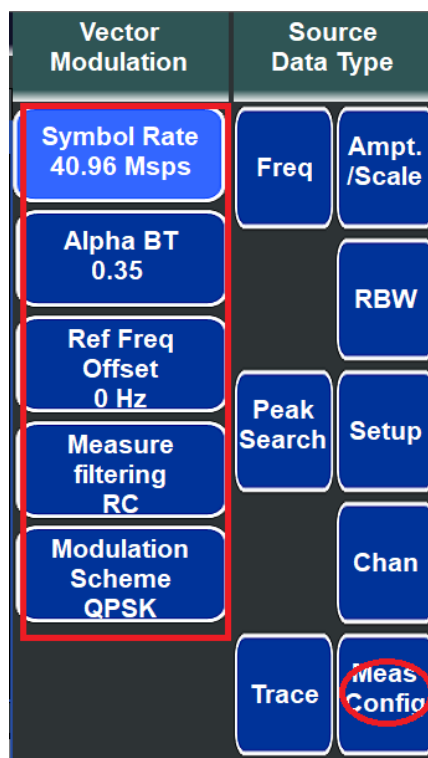 Vector
Modulation
Source
Data Type
Symbol Rate
40.96 Msps
Alpha BT
0.35
Ref Freq
Offset
0 Hz
Measure
filtering
RC
Modulation
Scheme
QPSK
Freq
Ampt.
/Scale
RBW
Peak
Search
Setup
Chan
Trace
Meas
Config